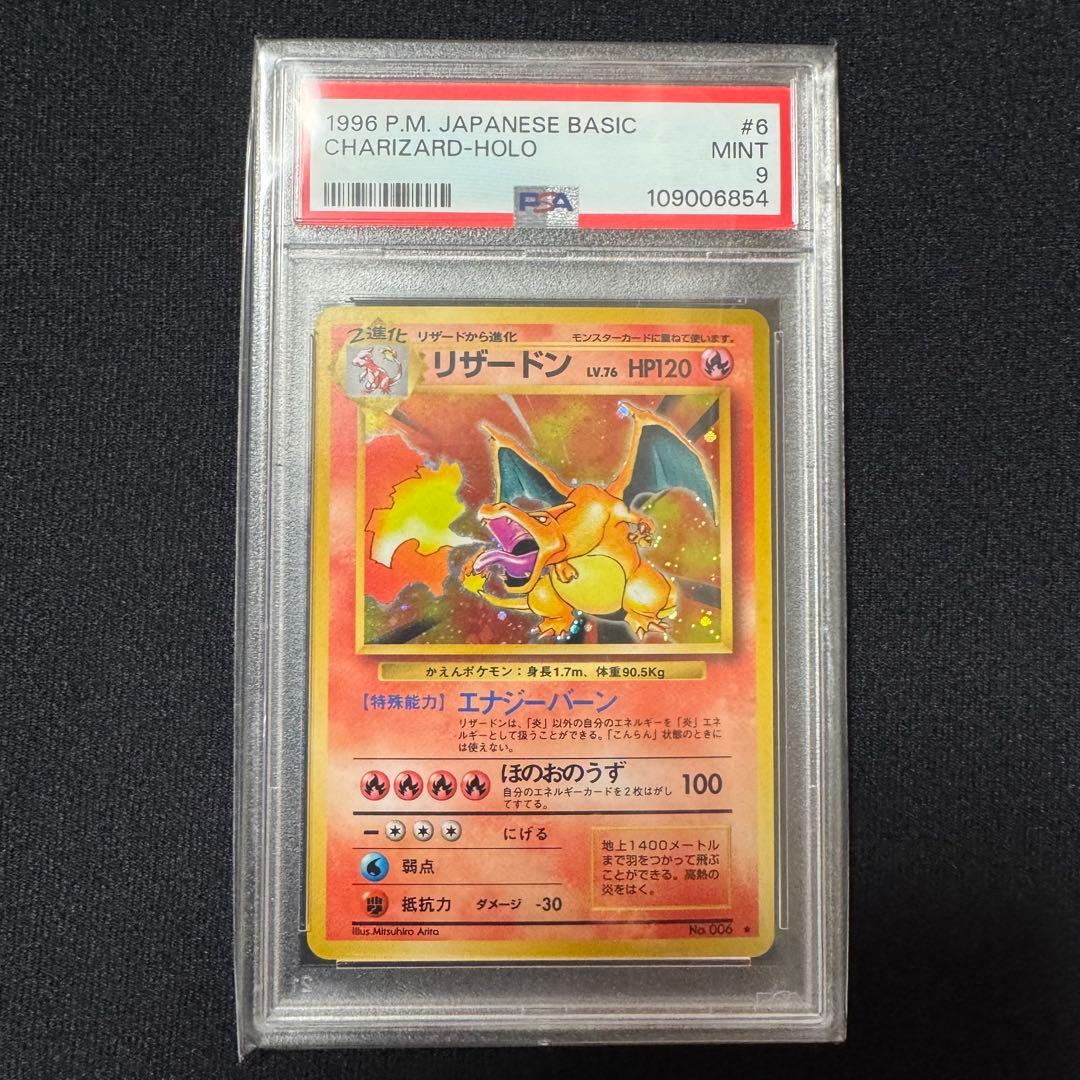 1996 P.M. JAPANESE BASIC #6
CHARIZARD-HOLO MINT
9
PSA 109006854
2進化 リザードから進化 モンスターカードに重ねて使います。
リザードン LV.76 HP120
かえんポケモン：身長1.7m、体重90.5Kg
【特殊能力】エナジーバーン
リザードンは、「炎」以外の自分のエネルギーを「炎」エネ
ルギーとして扱うことができる。「こんらん」状態のときに
は使えない。
ほのおのうず 100
自分のエネルギーカードを2枚はがし
てすてる。
にげる
弱点
抵抗力 ダメージ -30
地上1400メートル
まで羽をつかって飛ぶ
ことができる。高熱の
炎をはく。
Illus.Mitsuhiro Arita No.006 ★